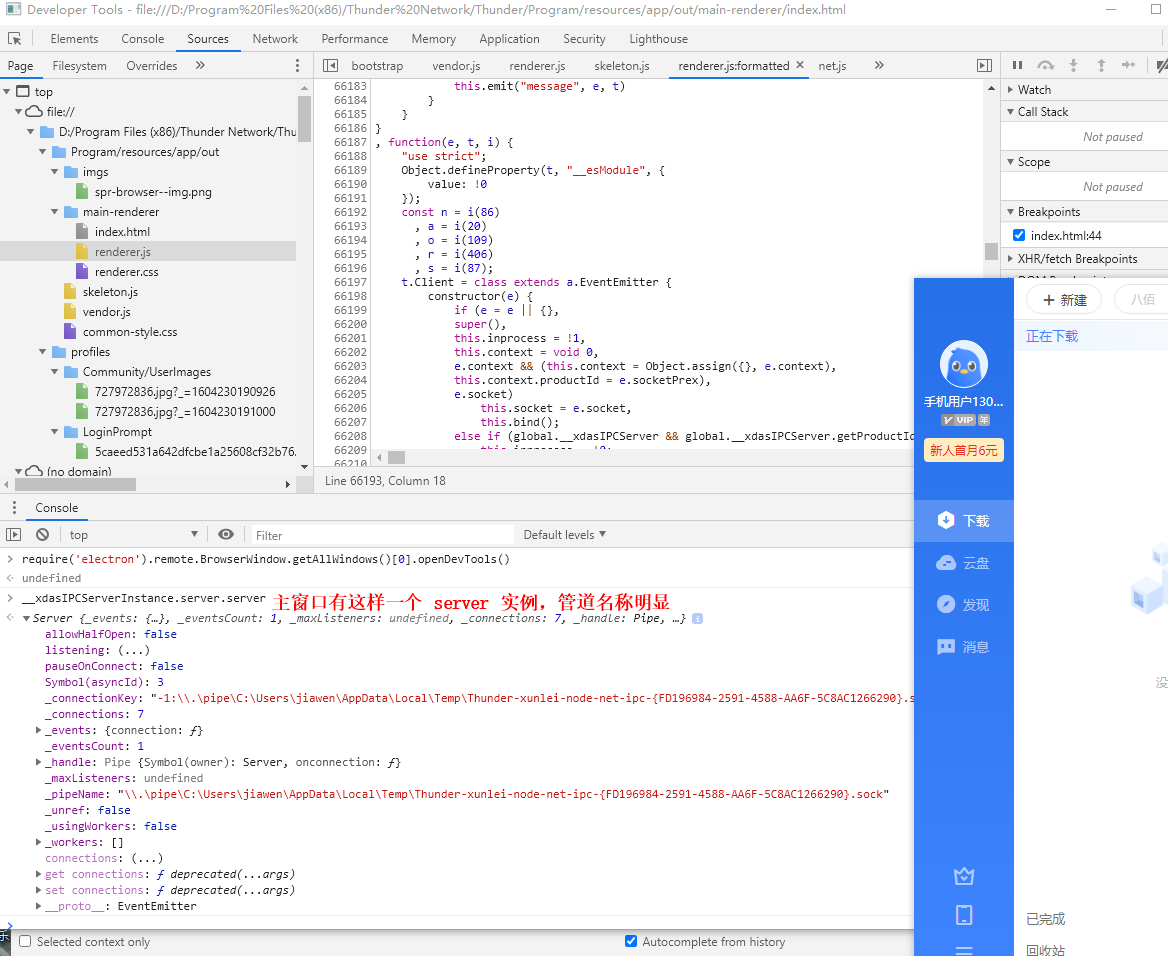 Developer Tools - file:///D:/Program%20Files%20(x86)/Thunder%20Network/Thunder/Program/resources/app/out/main-renderer/index.html
Elements Console Sources Network Performance Memory Application Security Lighthouse
Page Filesystem Overrides »
bootstrap vendor.js renderer.js skeleton.js renderer.js:formatted × net.js »
top
file://
D:/Program Files (x86)/Thunder Network/Thu
Program/resources/app/out
imgs
spr-browser--img.png
main-renderer
index.html
renderer.js
renderer.css
skeleton.js
vendor.js
common-style.css
profiles
Community/UserImages
727972836.jpg?_=1604230190926
727972836.jpg?_=1604230191000
LoginPrompt
5caeed531a642dfcbe1a25608cf32b76.
(no domain)
66183 this.emit("message", e, t)
66184 }
66185 }
66186 }
66187 , function(e, t, i) {
66188 "use strict";
66189 Object.defineProperty(t, "__esModule", {
66190 value: !0
66191 });
66192 const n = i(86)
66193 , a = i(20)
66194 , o = i(109)
66195 , r = i(406)
66196 , s = i(87);
66197 t.Client = class extends a.EventEmitter {
66198 constructor(e) {
66199 if (e = e || {},
66200 super(),
66201 this.inprocess = !1,
66202 this.context = void 0,
66203 e.context && (this.context = Object.assign({}, e.context),
66204 this.context.productId = e.socketPrex),
66205 e.socket)
66206 this.socket = e.socket,
66207 this.bind();
66208 else if (global.__xdasIPCServer && global.__xdasIPCServer.getProductId
66209
66210
Line 66193, Column 18
Watch
Call Stack
Not paused
Scope
Not paused
Breakpoints
index.html:44
XHR/fetch Breakpoints
Console
top
Filter
Default levels ▼
> require('electron').remote.BrowserWindow.getAllWindows()[0].openDevTools()
undefined
> __xdasIPCServerInstance.server.server 主窗口有这样一个 server 实例，管道名称明显
Server {_events: {…}, _eventsCount: 1, _maxListeners: undefined, _connections: 7, _handle: Pipe, …}
allowHalfOpen: false
listening: (...)
pauseOnConnect: false
Symbol(asyncId): 3
_connectionKey: "-1:\\.\pipe\C:\Users\jiawen\AppData\Local\Temp\Thunder-xunlei-node-net-ipc-{FD196984-2591-4588-AA6F-5C8AC1266290}.s
_connections: 7
_events: {connection: ƒ}
_eventsCount: 1
_handle: Pipe {Symbol(owner): Server, onconnection: ƒ}
_maxListeners: undefined
_pipeName: "\\.\pipe\C:\Users\jiawen\AppData\Local\Temp\Thunder-xunlei-node-net-ipc-{FD196984-2591-4588-AA6F-5C8AC1266290}.sock"
_unref: false
_usingWorkers: false
_workers: []
connections: (...)
get connections: ƒ deprecated(...args)
set connections: ƒ deprecated(...args)
__proto__: EventEmitter
Selected context only
Autocomplete from history
手机用户130...
VIP 年
新人首月6元
下载
云盘
发现
消息
+ 新建
八佰
正在下载
没
已完成
回收站